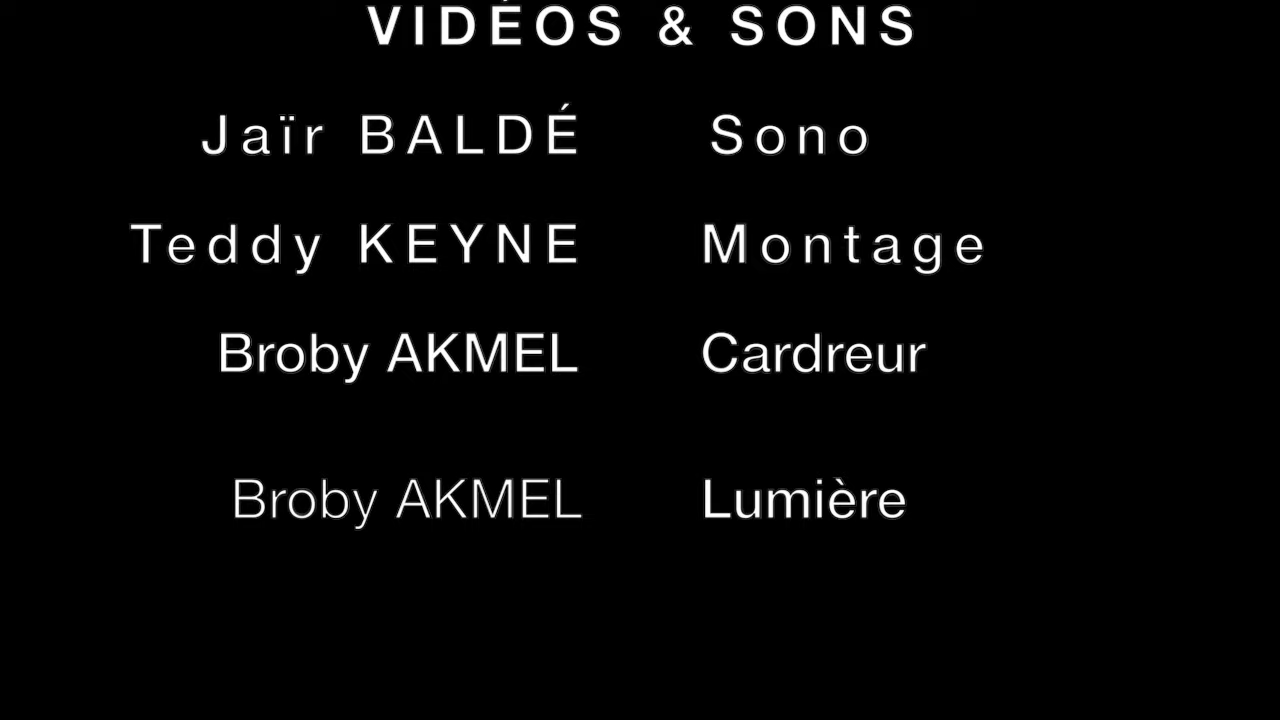 VIDÉOS & SONS
Jaïr BALDÉ Sono
Teddy KEYNE Montage
Broby AKMEL Cardreur
Broby AKMEL Lumière